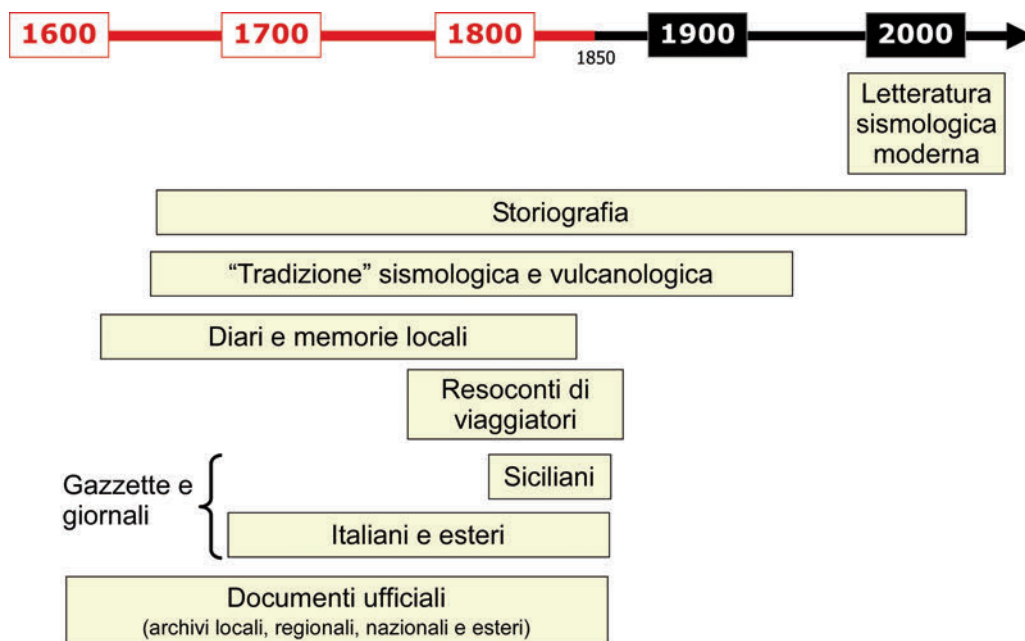 1600 1700 1800 1900 2000
1850
Letteratura
sismologica
moderna
Storiografia
“Tradizione” sismologica e vulcanologica
Diari e memorie locali
Resoconti di
viaggiatori
Gazzette e
giornali
Siciliani
Italiani e esteri
Documenti ufficiali
(archivi locali, regionali, nazionali e esteri)